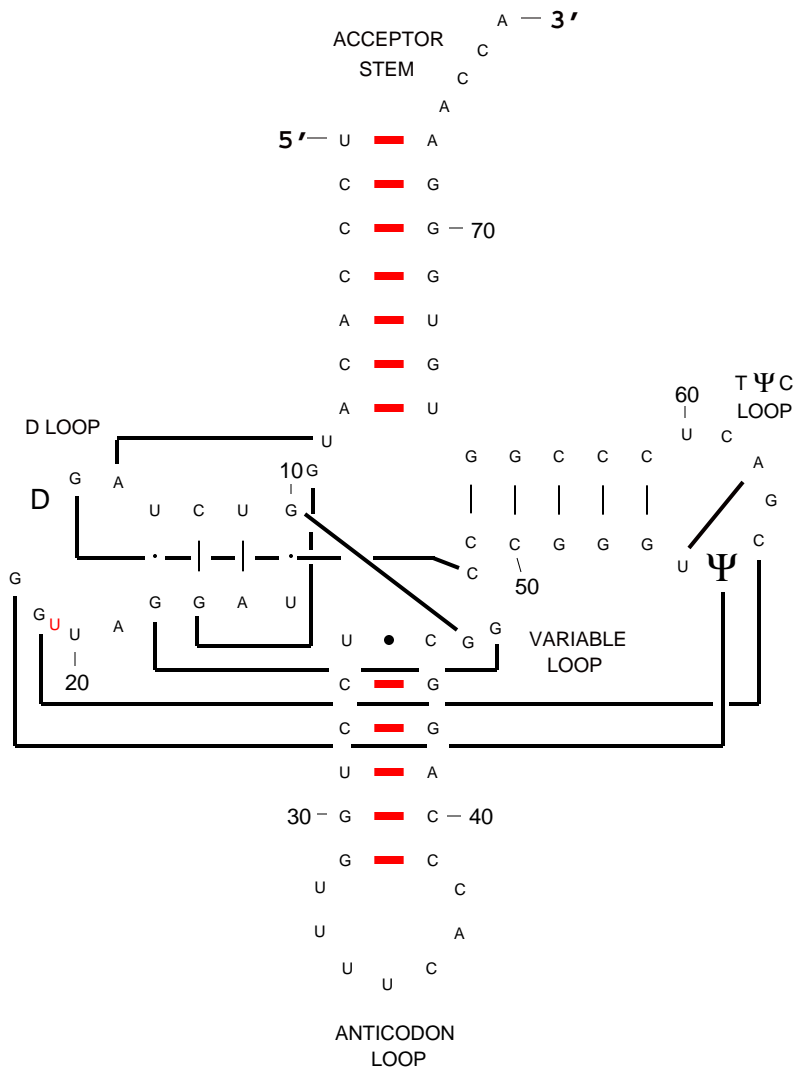 A — 3'
ACCEPTOR C
STEM C
A
5' — U A
C G
C G — 70
C G
A U
C G
A U
T Ψ C
LOOP
60
U C
D LOOP
U
G A
10 G
G G C C C
A
D
U C U G
G
C C G G G
U Ψ C
C
50
G
G U U A G G A U
20
U • C G G
VARIABLE
LOOP
C G
C G
U A
30 — G C — 40
G C
U C
U A
U C
U
ANTICODON
LOOP